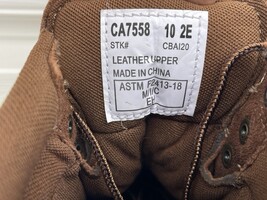 CA7558 10 2E
STK# CBAI20
LEATHER UPPER
MADE IN CHINA
ASTM F2413-18
M/I/C
EH